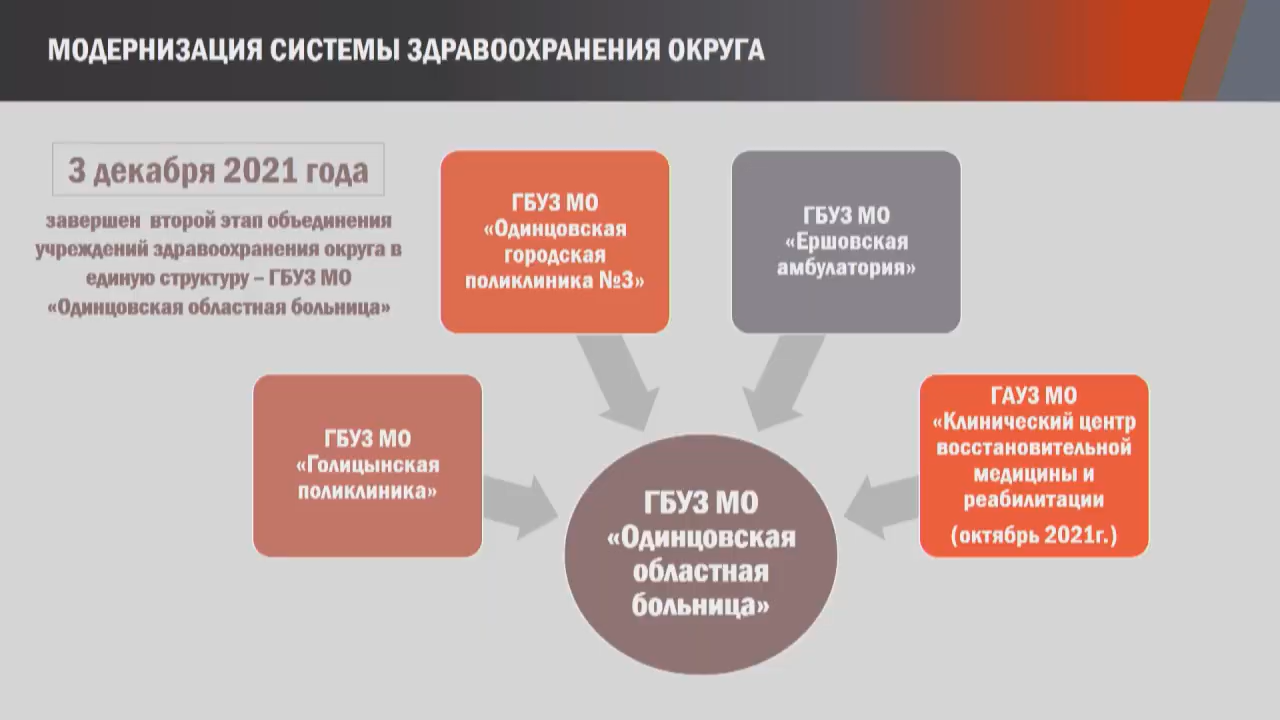 МОДЕРНИЗАЦИЯ СИСТЕМЫ ЗДРАВООХРАНЕНИЯ ОКРУГА
3 декабря 2021 года
завершен второй этап объединения
учреждений здравоохранения округа в
единую структуру – ГБУЗ МО
«Одинцовская областная больница»
ГБУЗ МО
«Одинцовская
городская
поликлиника №3»
ГБУЗ МО
«Ершовская
амбулатория»
ГБУЗ МО
«Голицынская
поликлиника»
ГАУЗ МО
«Клинический центр
восстановительной
медицины и
реабилитации
(октябрь 2021г.)
ГБУЗ МО
«Одинцовская
областная
больница»